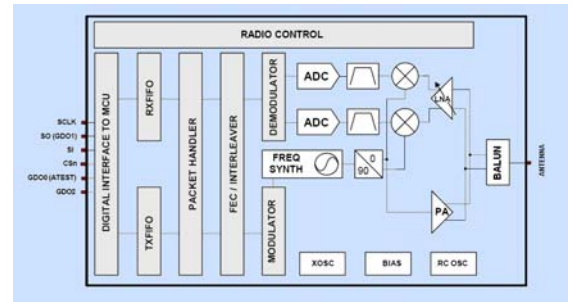 RADIO CONTROL
DIGITAL INTERFACE TO MCU
RXFIFO
TXFIFO
PACKET HANDLER
FEC / INTERLEAVER
DEMODULATOR
MODULATOR
ADC
ADC
LNA
FREQ
SYNTH
0
90
PA
BALUN
ANTENNA
SCLK
SO (GDO1)
SI
CSn
GDO0 (ATEST)
GDO2
XOSC
BIAS
RC OSC